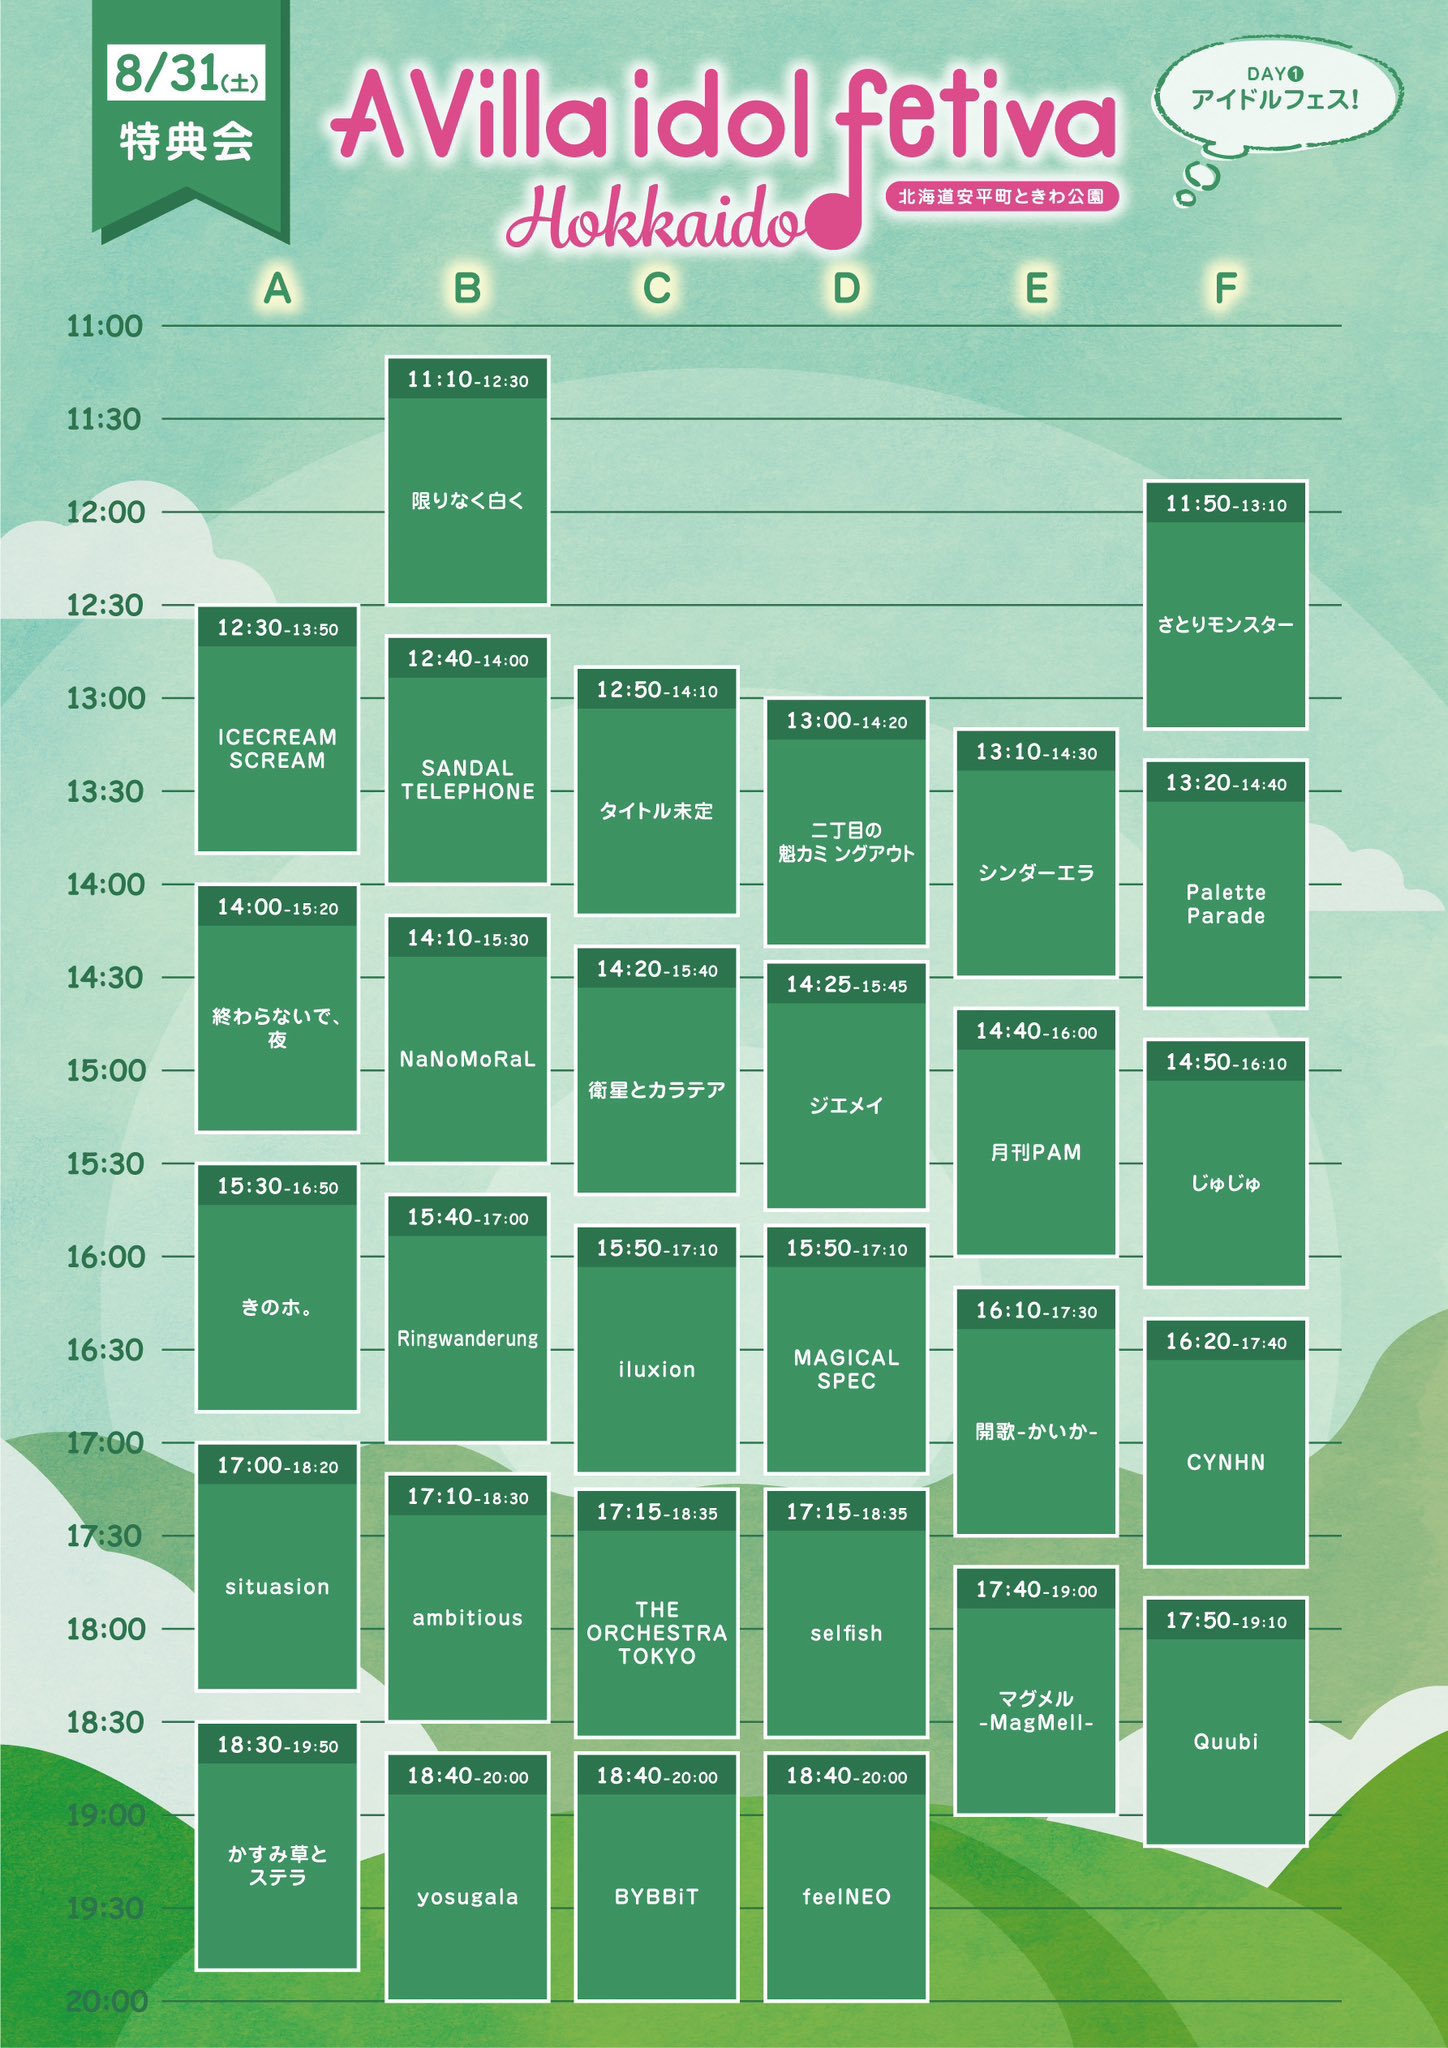 8/31(土)
特典会
A Villa idol fetiva
Hokkaido
北海道安平町ときわ公園
DAY❶
アイドルフェス!
A B C D E F
11:00
11:30
12:00
12:30
13:00
13:30
14:00
14:30
15:00
15:30
16:00
16:30
17:00
17:30
18:00
18:30
19:00
19:30
20:00
12:30-13:50
ICECREAM
SCREAM
14:00-15:20
終わらないで、
夜
15:30-16:50
きのホ。
17:00-18:20
situasion
18:30-19:50
かすみ草と
ステラ
11:10-12:30
限りなく白く
12:40-14:00
SANDAL
TELEPHONE
14:10-15:30
NaNoMoRaL
15:40-17:00
Ringwanderung
17:10-18:30
ambitious
18:40-20:00
yosugala
12:50-14:10
タイトル未定
14:20-15:40
衛星とカラテア
15:50-17:10
iluxion
17:15-18:35
THE
ORCHESTRA
TOKYO
18:40-20:00
BYBBiT
13:00-14:20
二丁目の
魁カミングアウト
14:25-15:45
ジエメイ
15:50-17:10
MAGICAL
SPEC
17:15-18:35
selfish
18:40-20:00
feelNEO
13:10-14:30
シンダーエラ
14:40-16:00
月刊PAM
16:10-17:30
開歌-かいか-
17:40-19:00
マグメル
-MagMell-
11:50-13:10
さとりモンスター
13:20-14:40
Palette
Parade
14:50-16:10
じゅじゅ
16:20-17:40
CYNHN
17:50-19:10
Quubi